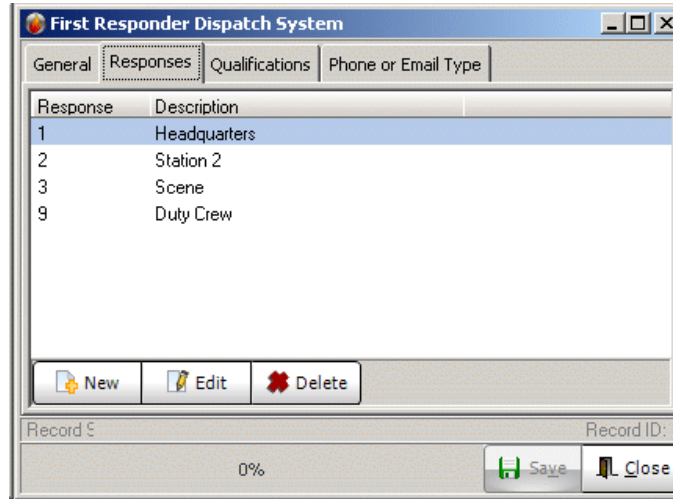 First Responder Dispatch System
General Responses Qualifications Phone or Email Type
Response Description
1 Headquarters
2 Station 2
3 Scene
9 Duty Crew
New Edit Delete
Record S Record ID:
0% Save Close